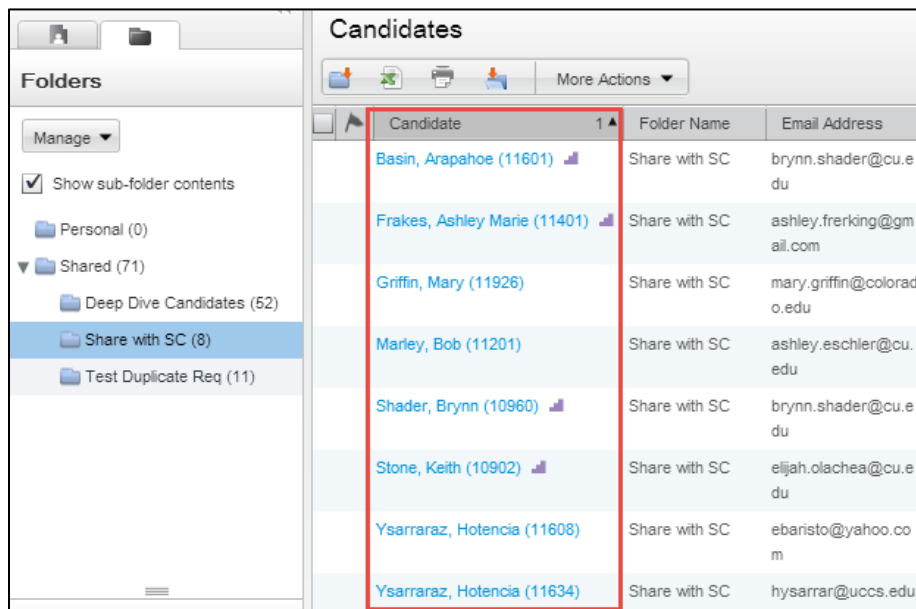 Folders
Manage
Show sub-folder contents
Personal (0)
Shared (71)
Deep Dive Candidates (52)
Share with SC (8)
Test Duplicate Req (11)
Candidates
More Actions
Candidate 1 Folder Name Email Address
Basin, Arapahoe (11601) Share with SC brynn.shader@cu.e
du
Frakes, Ashley Marie (11401) Share with SC ashley.frerking@gm
ail.com
Griffin, Mary (11926) Share with SC mary.griffin@colorad
o.edu
Marley, Bob (11201) Share with SC ashley.eschler@cu.
edu
Shader, Brynn (10960) Share with SC brynn.shader@cu.e
du
Stone, Keith (10902) Share with SC elijah.olachea@cu.e
du
Ysarraraz, Hotencia (11608) Share with SC ebaristo@yahoo.co
m
Ysarraraz, Hotencia (11634) Share with SC hysarrar@uccs.edu